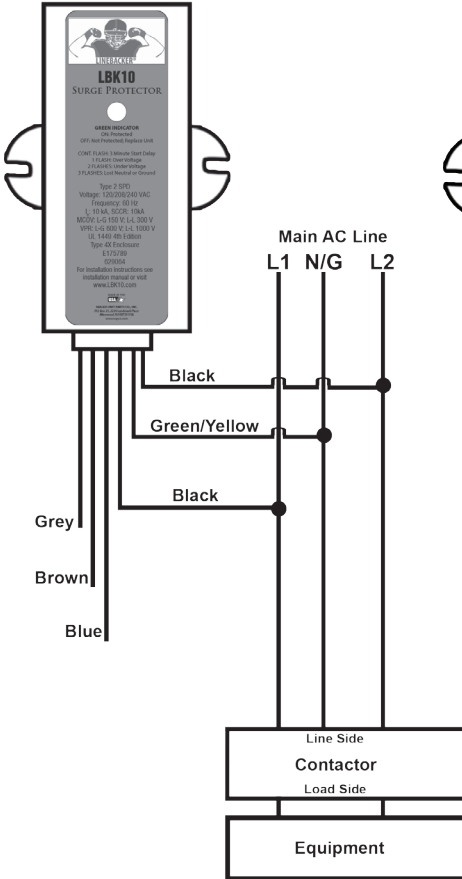 LINEBACKER
LBK10
SURGE PROTECTOR
GREEN INDICATOR
ON: Protected
OFF: Not Protected; Replace Unit
CONT. FLASH: 3 Minute Start Delay
1 FLASH: Over Voltage
2 FLASHES: Under Voltage
3 FLASHES: Lost Neutral or Ground
Type 2 SPD
Voltage: 120/208/240 VAC
Frequency: 60 Hz
In: 10 kA, SCCR: 10kA
MCOV: L-G 150 V; L-L 300 V
VPR: L-G 600 V; L-L 1000 V
UL 1449 4th Edition
Type 4X Enclosure
E175799
For installation instructions see
installation manual or visit
www.LBK10.com
USA
Main AC Line
L1 N/G L2
Black
Green/Yellow
Black
Grey
Brown
Blue
Line Side
Contactor
Load Side
Equipment